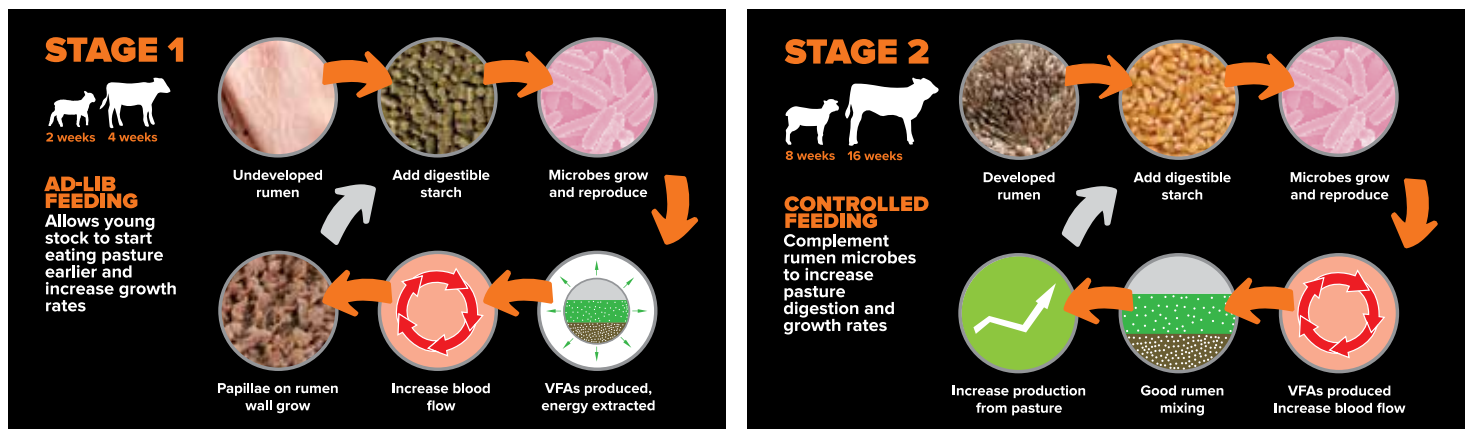 STAGE 1
2 weeks 4 weeks
AD-LIB
FEEDING
Allows young
stock to start
eating pasture
earlier and
increase growth
rates
Undeveloped
rumen
Add digestible
starch
Microbes grow
and reproduce
Papillae on rumen
wall grow
Increase blood
flow
VFAs produced,
energy extracted
STAGE 2
8 weeks 16 weeks
CONTROLLED
FEEDING
Complement
rumen microbes
to increase
pasture
digestion and
growth rates
Developed
rumen
Add digestible
starch
Microbes grow
and reproduce
Increase production
from pasture
Good rumen
mixing
VFAs produced
Increase blood flow